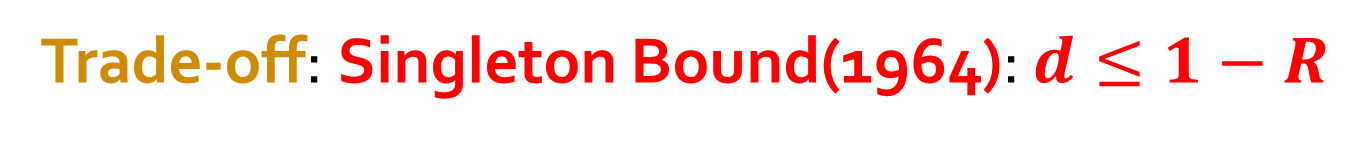 Trade-off: Singleton Bound(1964): d ≤ 1 − R